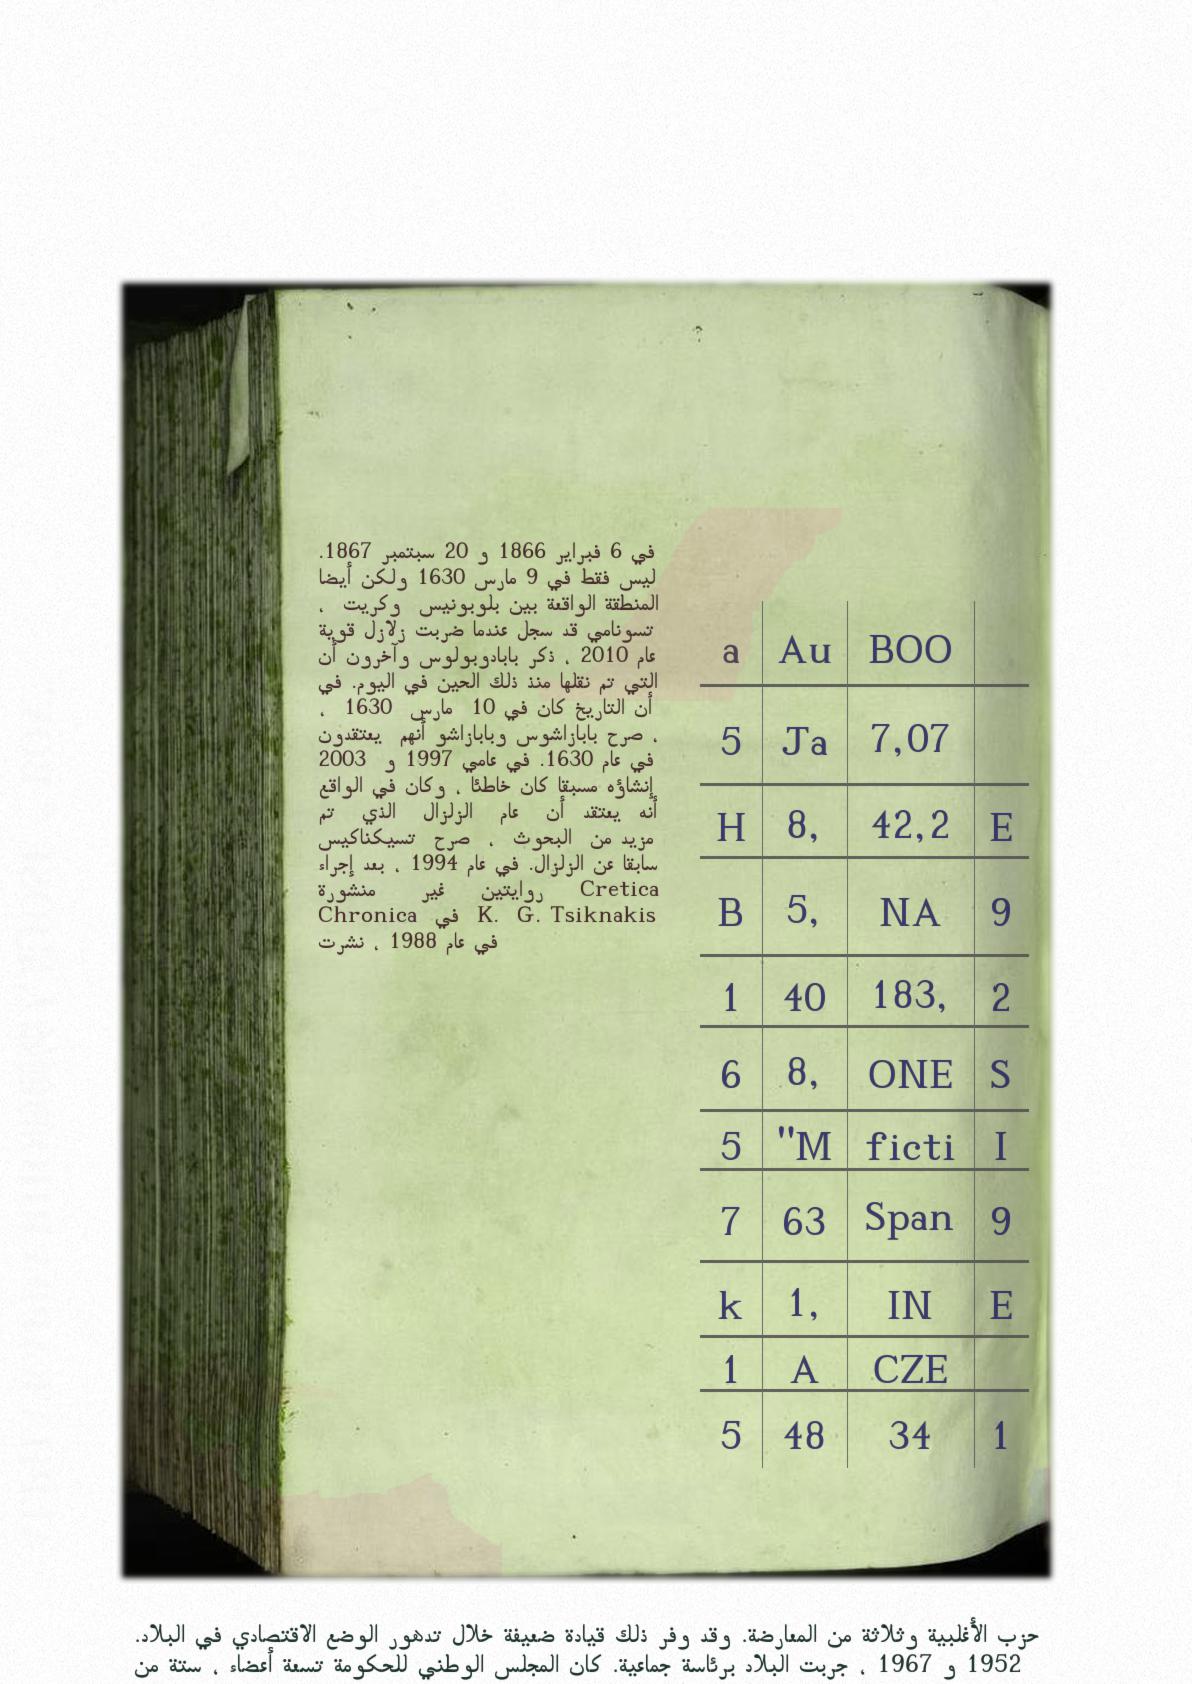 في 6 فبراير 1866 و 20 سبتمبر 1867.
ليس فقط في 9 مارس 1630 ولكن أيضا
المنطقة الواقعة بين بلوبونيس وكريت ،
تسونامي قد سجل عندما ضربت زلازل قوية
عام 2010 ، ذكر بابادوبولوس وآخرون أن
التي تم نقلها منذ ذلك الحين في اليوم. في
أن التاريخ كان في 10 مارس 1630 ،
، صرح بابازاشوس وبابازاشو أنهم يعتقدون
في عام 1630. في عامي 1997 و 2003
إنشاؤه مسبقا كان خاطئا ، وكان في الواقع
أنه يعتقد أن عام الزلزال الذي تم
مزيد من البحوث ، صرح تسيكناكيس
سابقا عن الزلزال. في عام 1994 ، بعد إجراء
Cretica روايتين غير منشورة
K. G. Tsiknakis في Chronica
في عام 1988 ، نشرت
a Au BOO
5 Ja 7,07
H 8, 42,2 E
B 5, NA 9
1 40 183, 2
6 8, ONE S
5 "M ficti I
7 63 Span 9
k 1, IN E
1 A CZE
5 48 34 1
حزب الأغلبية وثلاثة من المعارضة. وقد وفر ذلك قيادة ضعيفة خلال تدهور الوضع الاقتصادي في البلاد.
1952 و 1967 ، جربت البلاد برئاسة جماعية. كان المجلس الوطني للحكومة تسعة أعضاء ، ستة من